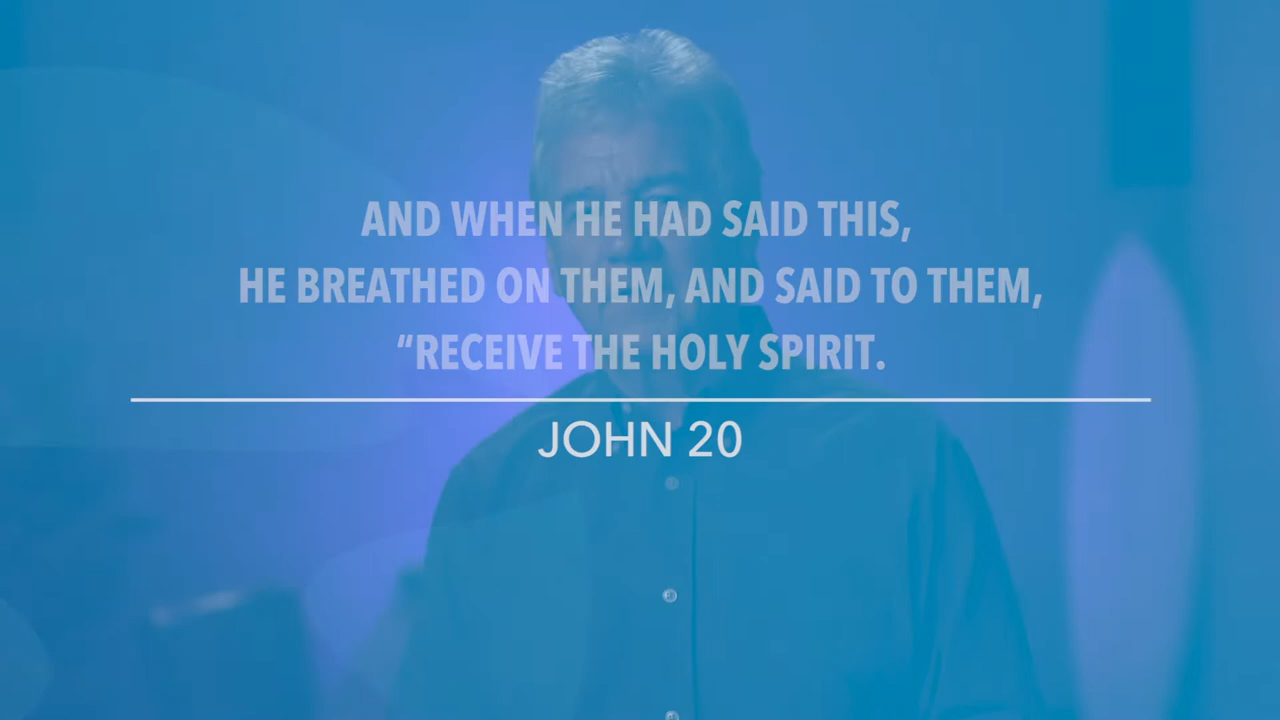 AND WHEN HE HAD SAID THIS,
HE BREATHED ON THEM, AND SAID TO THEM,
“RECEIVE THE HOLY SPIRIT.
JOHN 20